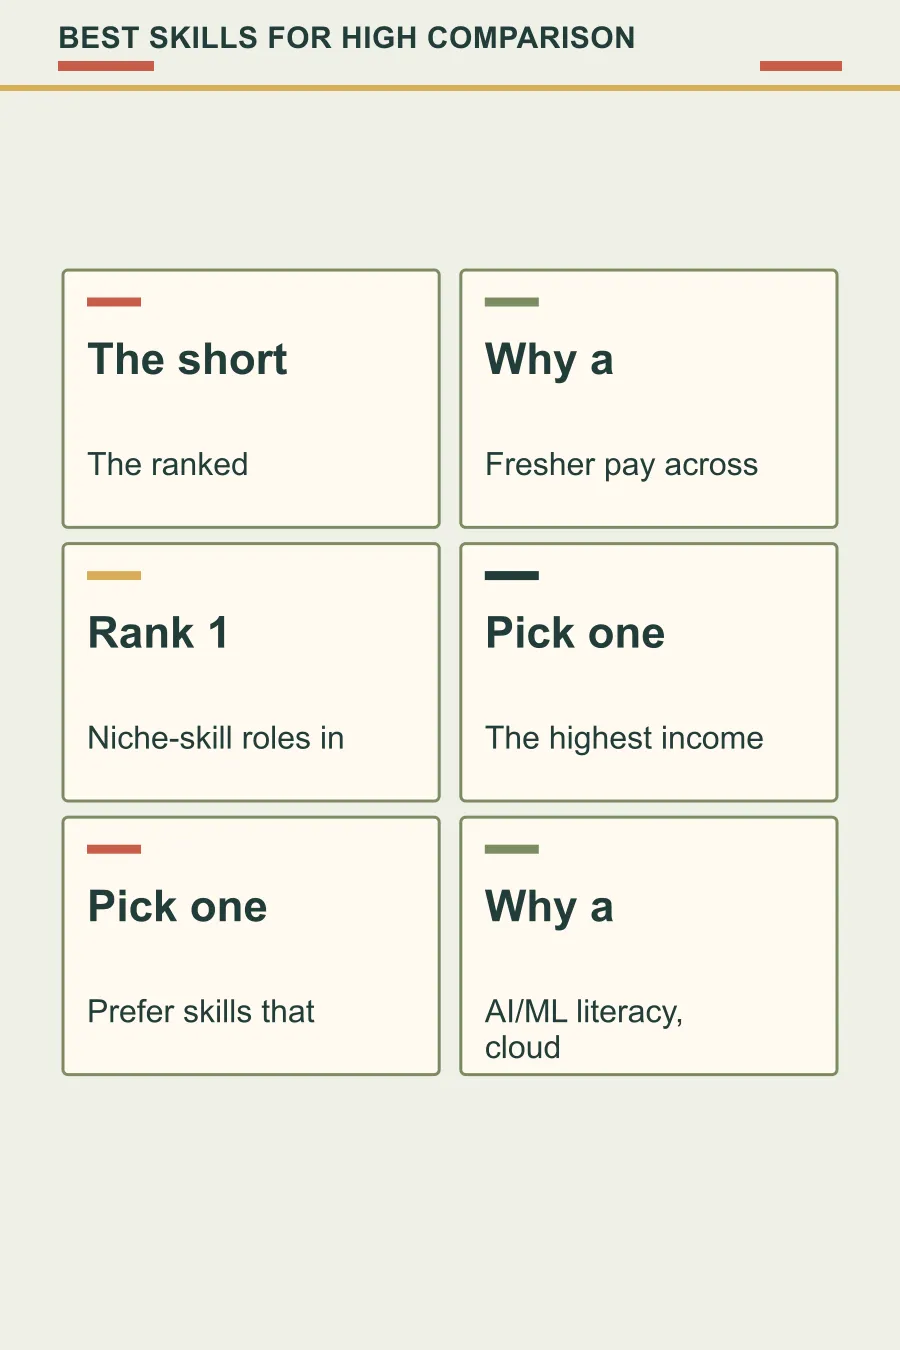 BEST SKILLS FOR HIGH COMPARISON
The short
The ranked
Why a
Fresher pay across
Rank 1
Niche-skill roles in
Pick one
The highest income
Pick one
Prefer skills that
Why a
AI/ML literacy,
cloud